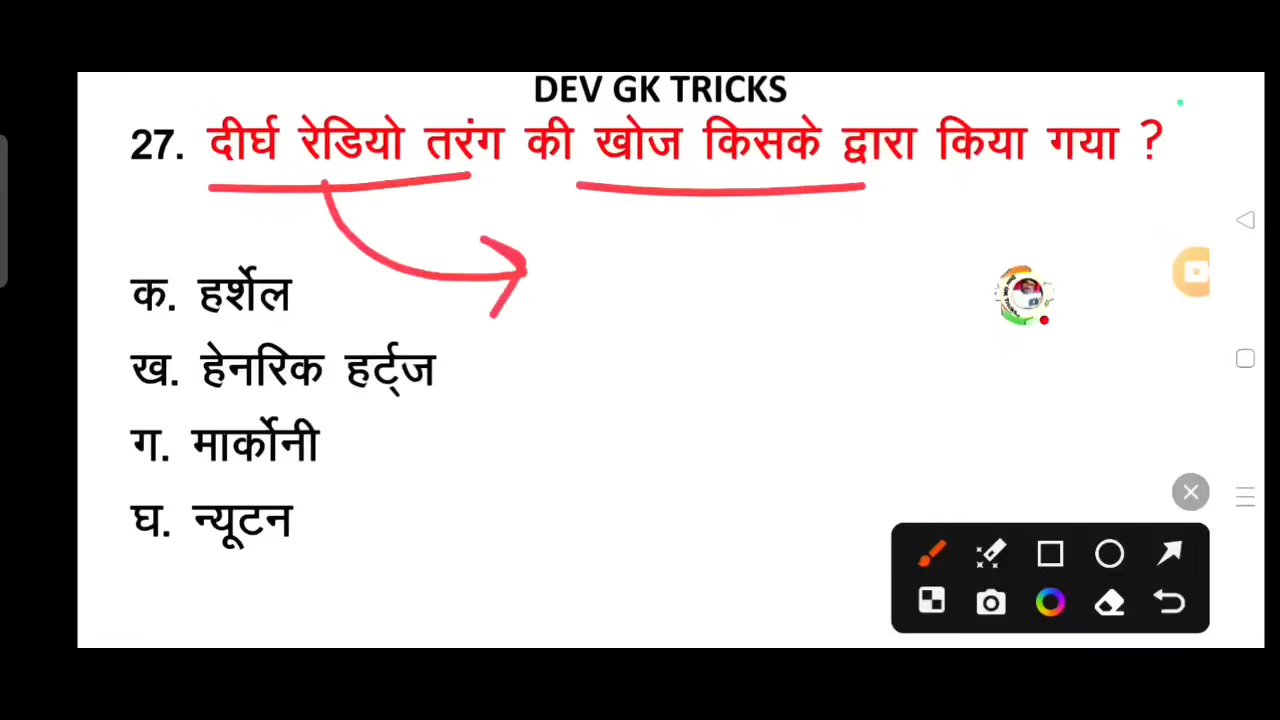 DEV GK TRICKS
27. दीर्घ रेडियो तरंग की खोज किसके द्वारा किया गया ?
क. हर्शेल
ख. हेनरिक हर्ट्ज
ग. मार्कोनी
घ. न्यूटन